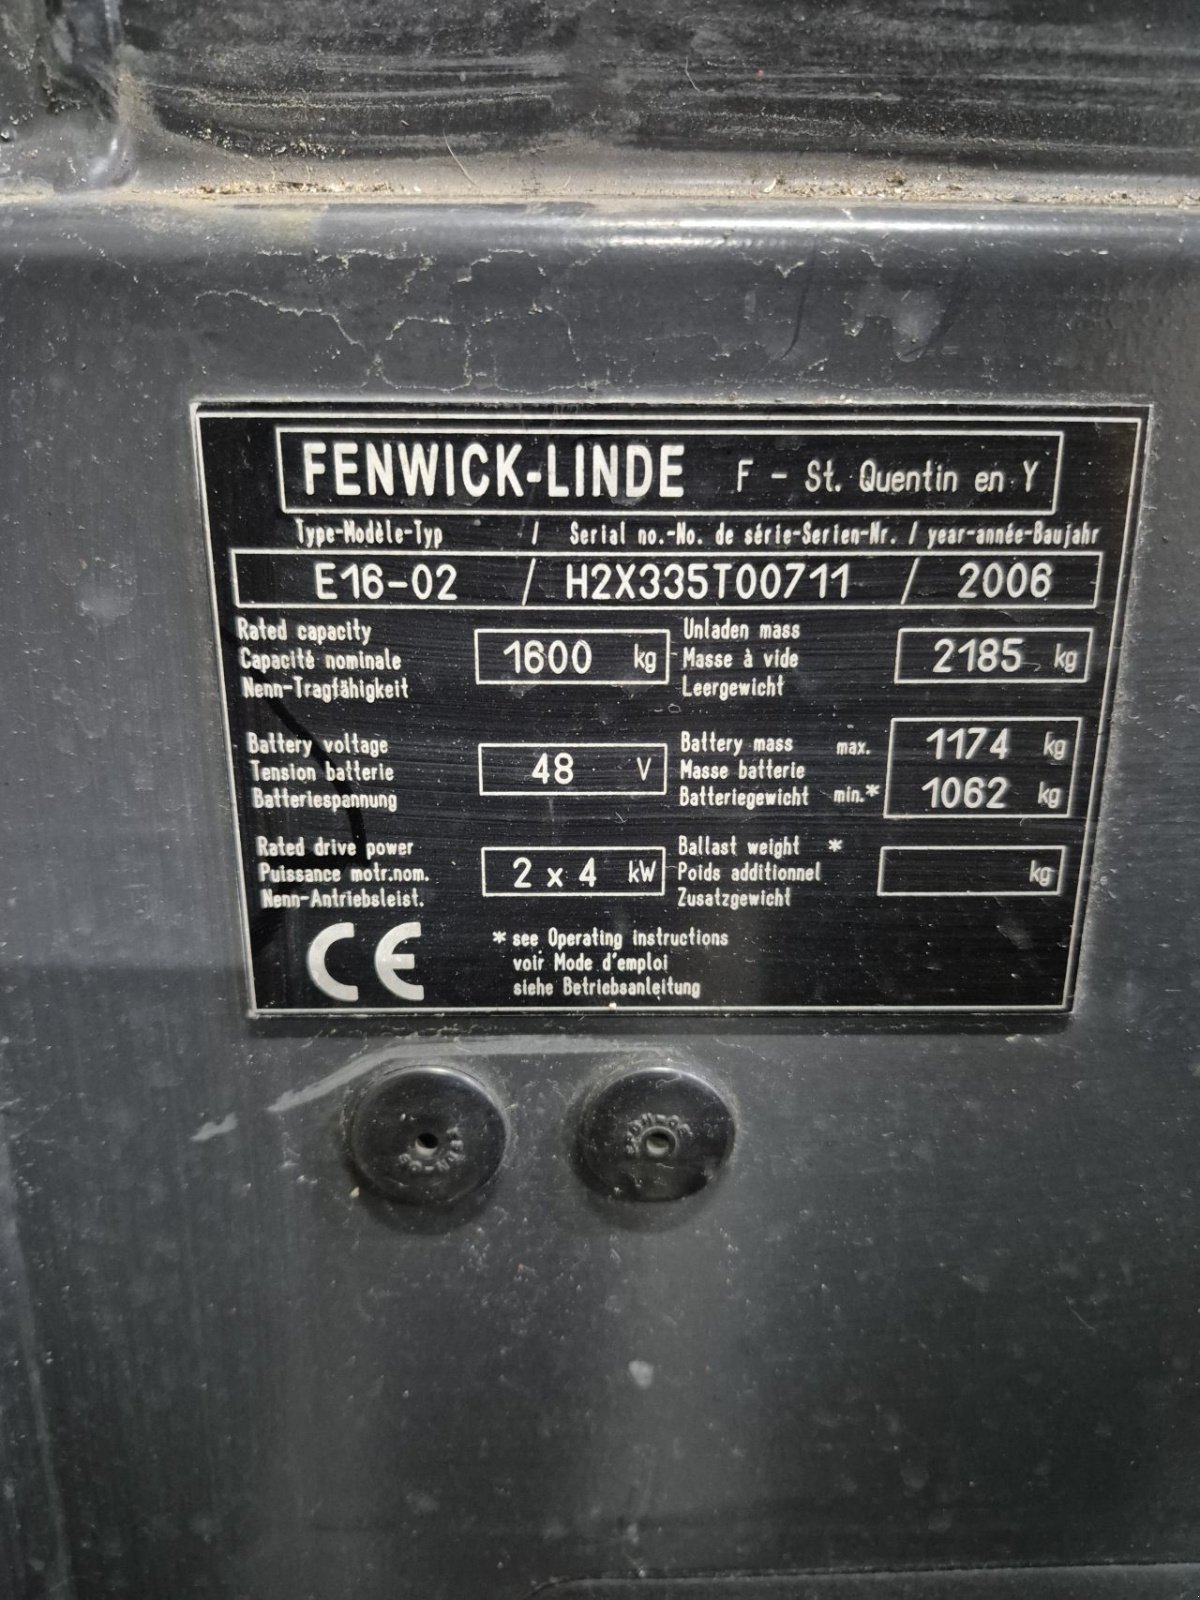 FENWICK-LINDE F - St. Quentin en Y
Type-Modèle-Typ / Serial no.-No. de série-Serien-Nr. / year-année-Baujahr
E16-02 / H2X335T00711 / 2006
Rated capacity
Capacité nominale
Nenn-Tragfähigkeit
1600 kg
Unladen mass
Masse à vide
Leergewicht
2185 kg
Battery voltage
Tension batterie
Batteriespannung
48 V
Battery mass max. 1174 kg
Masse batterie
Batteriegewicht min.* 1062 kg
Rated drive power
Puissance motr.nom.
Nenn-Antriebsleist.
2 x 4 kW
Ballast weight *
Poids additionnel
Zusatzgewicht
kg
CE
* see Operating instructions
voir Mode d'emploi
siehe Betriebsanleitung